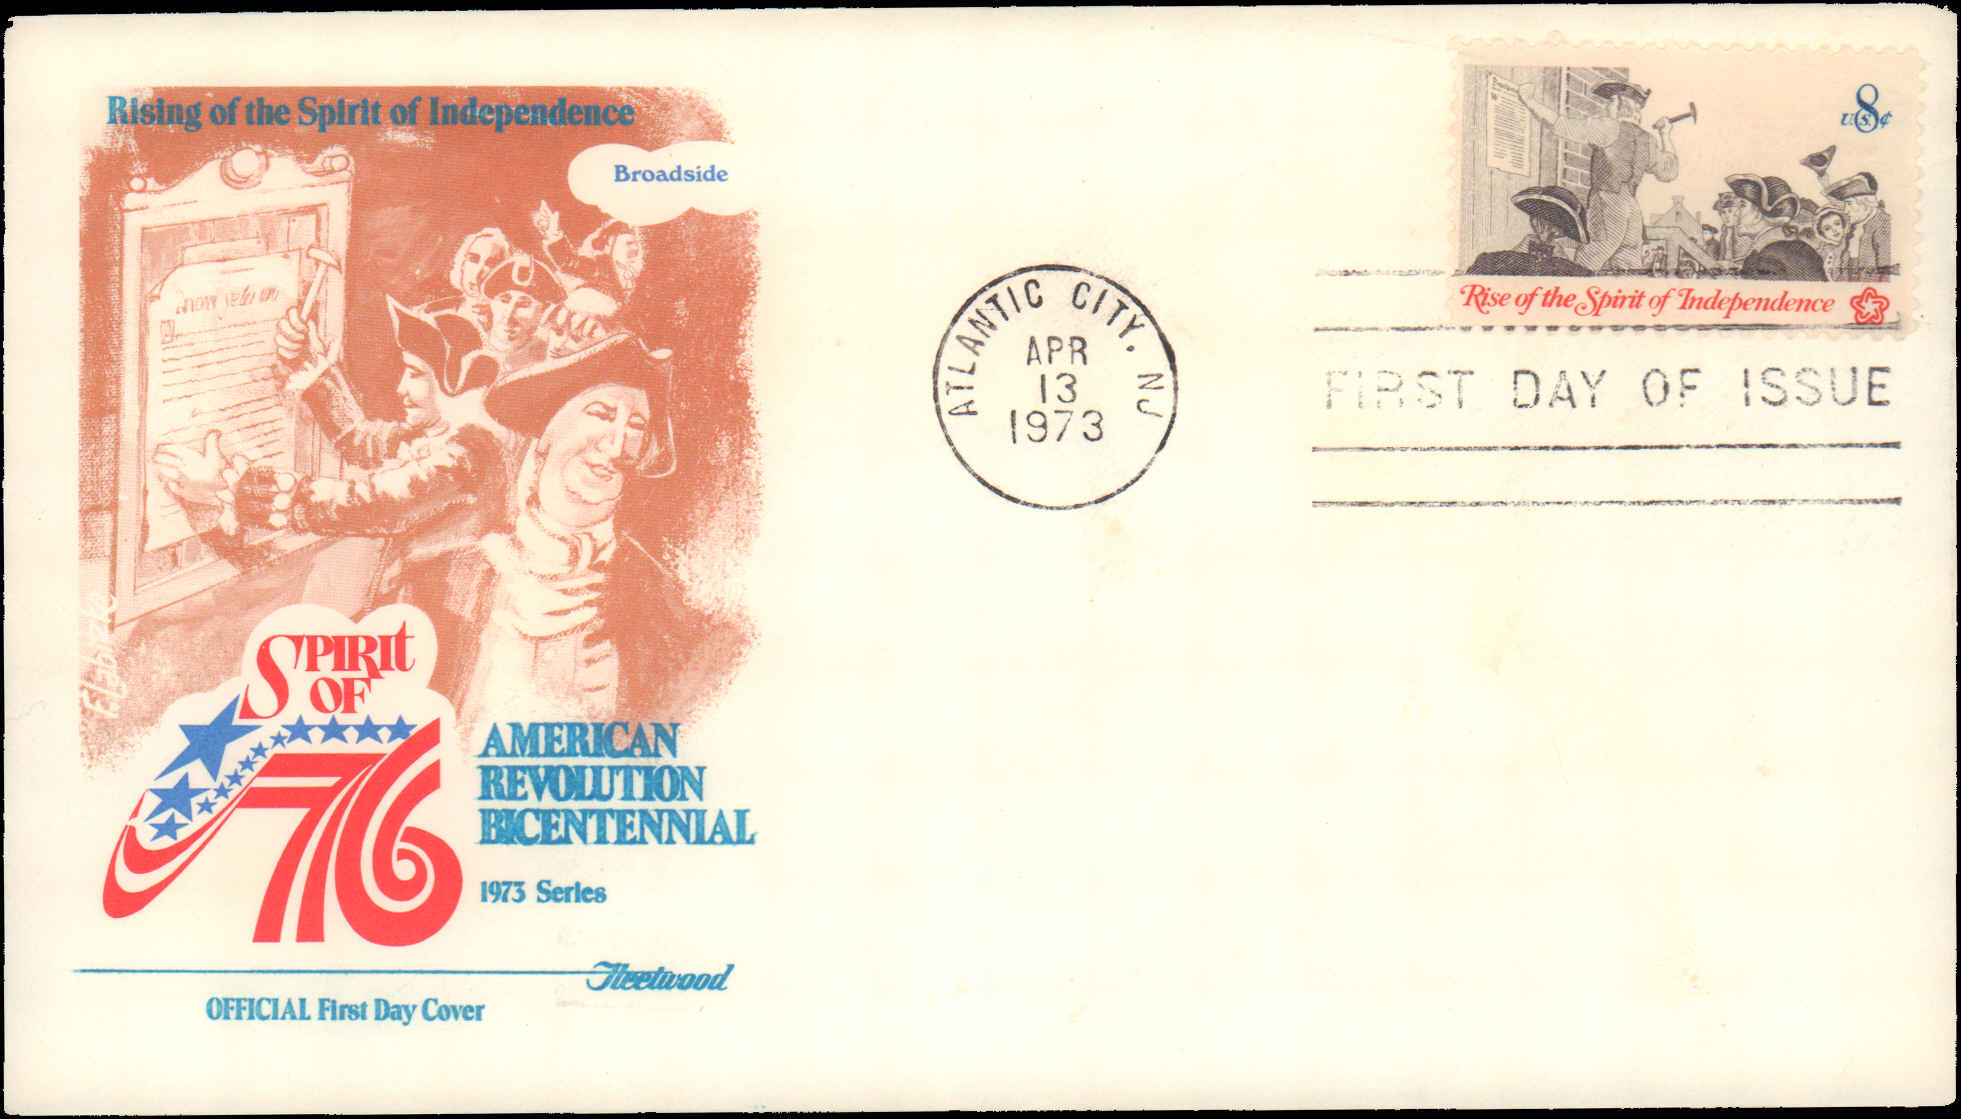 Rising of the Spirit of Independence
Broadside
SPIRIt
OF
76
AMERICAN
REVOLUTION
BICENTENNIAL
1973 Series
Fleetwood
OFFICIAL First Day Cover
ATLANTIC CITY, NJ
APR
13
1973
8
U.S. ¢
Rise of the Spirit of Independence
FIRST DAY OF ISSUE